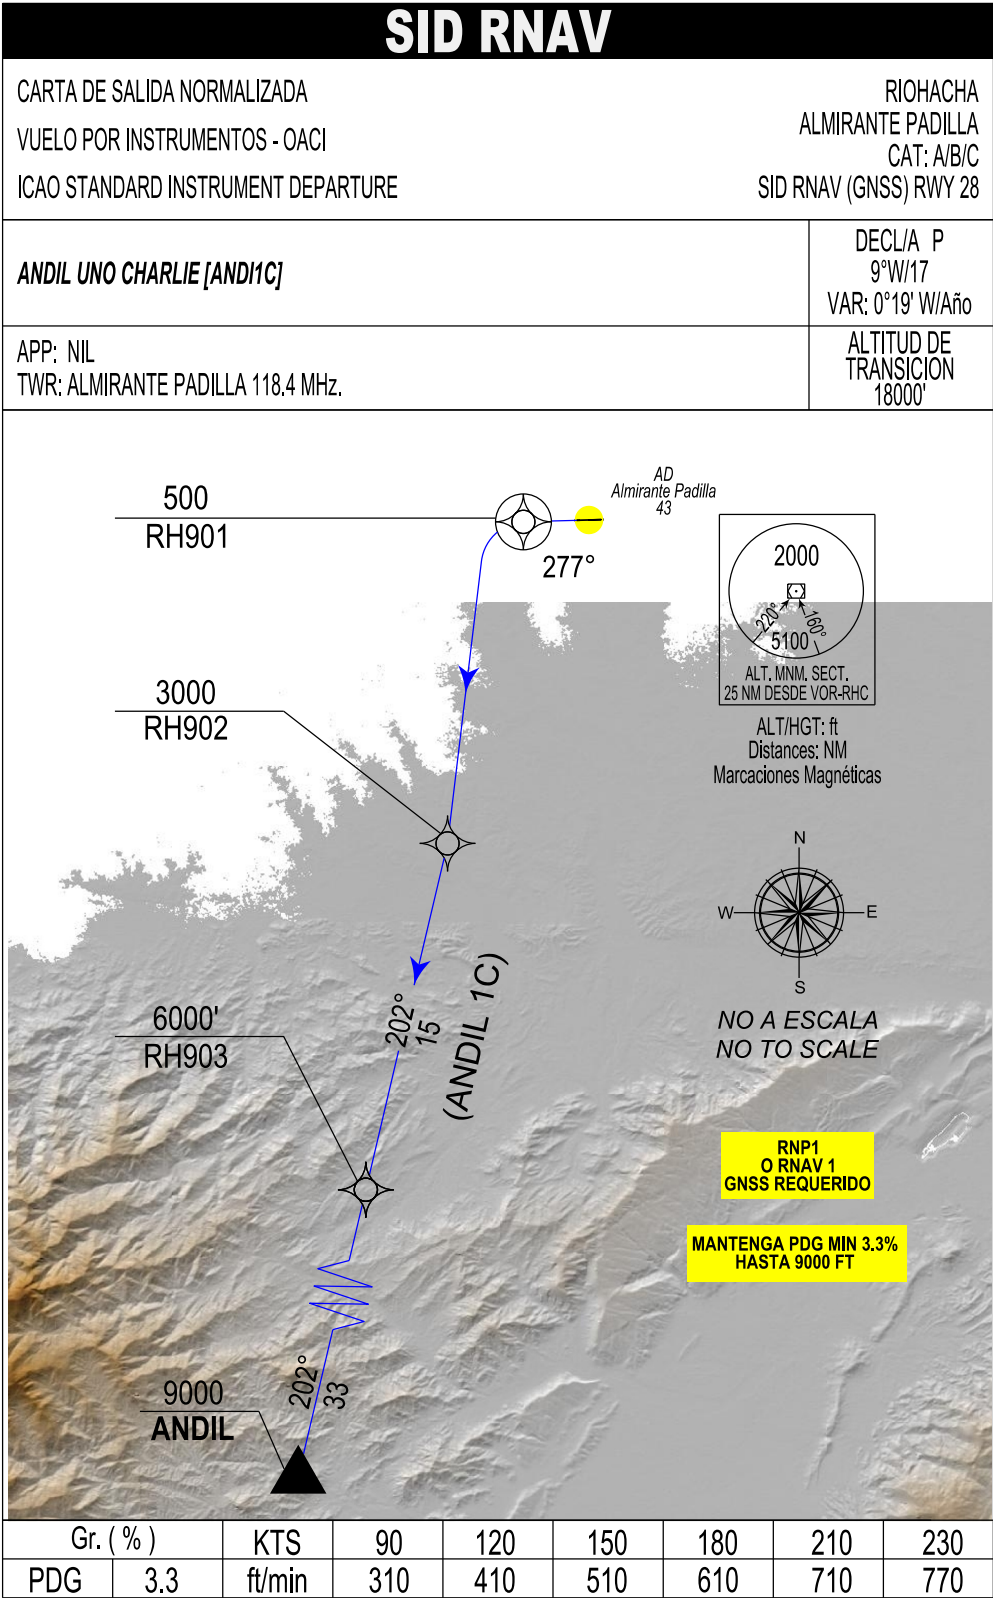 SID RNAV
CARTA DE SALIDA NORMALIZADA
VUELO POR INSTRUMENTOS - OACI
ICAO STANDARD INSTRUMENT DEPARTURE
RIOHACHA
ALMIRANTE PADILLA
CAT: A/B/C
SID RNAV (GNSS) RWY 28
ANDIL UNO CHARLIE [ANDI1C]
DECL/A P
9°W/17
VAR: 0°19' W/Año
APP: NIL
TWR: ALMIRANTE PADILLA 118.4 MHz.
ALTITUD DE
TRANSICION
18000'
AD
Almirante Padilla
43
500
RH901
277°
2000
220°
160°
5100
ALT. MNM. SECT.
25 NM DESDE VOR-RHC
ALT/HGT: ft
Distances: NM
Marcaciones Magnéticas
3000
RH902
N
W
E
S
NO A ESCALA
NO TO SCALE
202°
15
(ANDIL 1C)
6000'
RH903
RNP1
O RNAV 1
GNSS REQUERIDO
MANTENGA PDG MIN 3.3%
HASTA 9000 FT
202°
33
9000
ANDIL
Gr. ( % ) KTS 90 120 150 180 210 230
PDG 3.3 ft/min 310 410 510 610 710 770